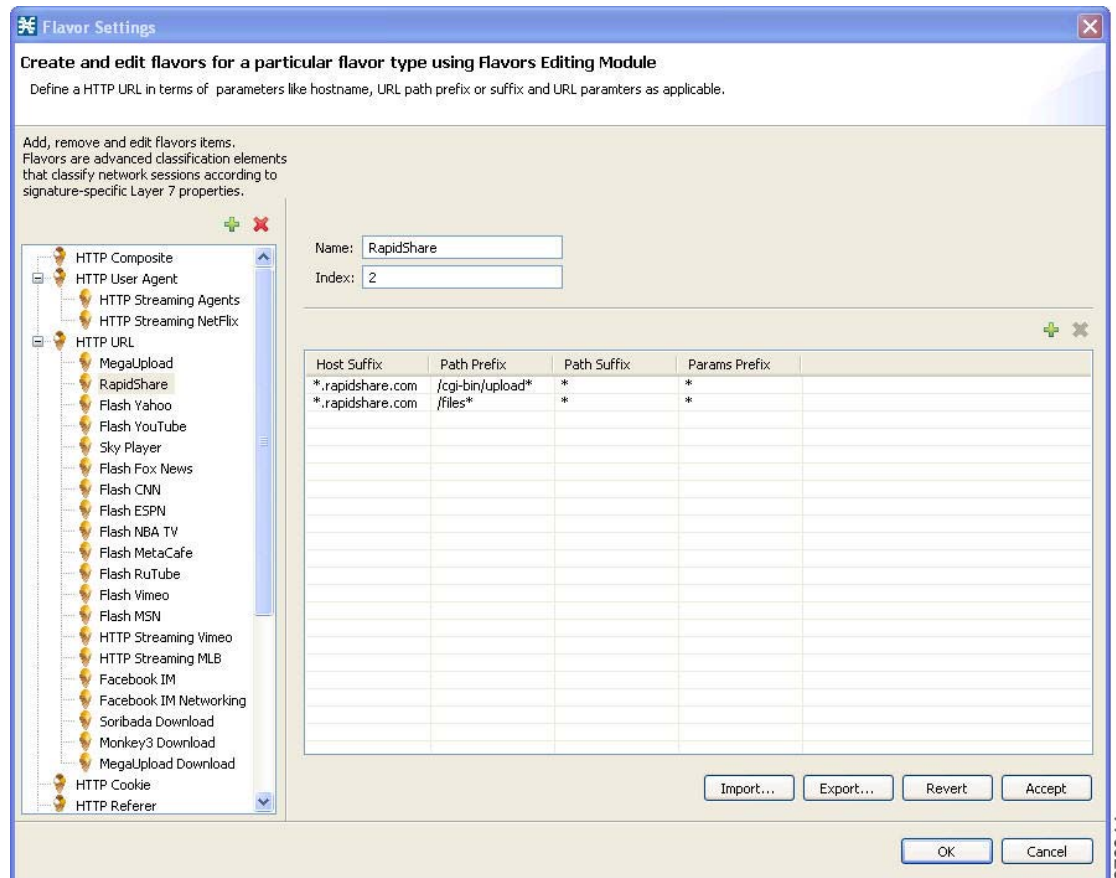 Flavor Settings
Create and edit flavors for a particular flavor type using Flavors Editing Module
Define a HTTP URL in terms of parameters like hostname, URL path prefix or suffix and URL paramters as applicable.
Add, remove and edit flavors items.
Flavors are advanced classification elements
that classify network sessions according to
signature-specific Layer 7 properties.
HTTP Composite
HTTP User Agent
HTTP Streaming Agents
HTTP Streaming NetFlix
HTTP URL
MegaUpload
RapidShare
Flash Yahoo
Flash YouTube
Sky Player
Flash Fox News
Flash CNN
Flash ESPN
Flash NBA TV
Flash MetaCafe
Flash RuTube
Flash Vimeo
Flash MSN
HTTP Streaming Vimeo
HTTP Streaming MLB
Facebook IM
Facebook IM Networking
Soribada Download
Monkey3 Download
MegaUpload Download
HTTP Cookie
HTTP Referer
Name: RapidShare
Index: 2
Host Suffix Path Prefix Path Suffix Params Prefix
*.rapidshare.com /cgi-bin/upload* * *
*.rapidshare.com /files* * *
Import... Export... Revert Accept
OK Cancel